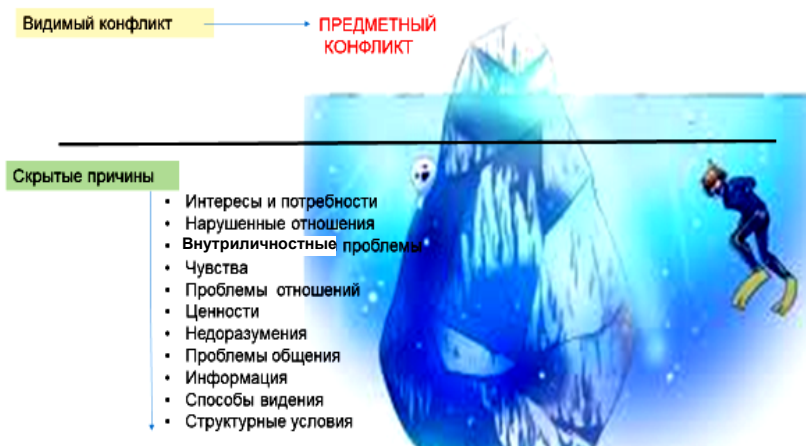 Видимый конфликт
ПРЕДМЕТНЫЙ
КОНФЛИКТ
Скрытые причины
▪ Интересы и потребности
▪ Нарушенные отношения
▪ Внутриличностные проблемы
▪ Чувства
▪ Проблемы отношений
▪ Ценности
▪ Недоразумения
▪ Проблемы общения
▪ Информация
▪ Способы видения
▪ Структурные условия